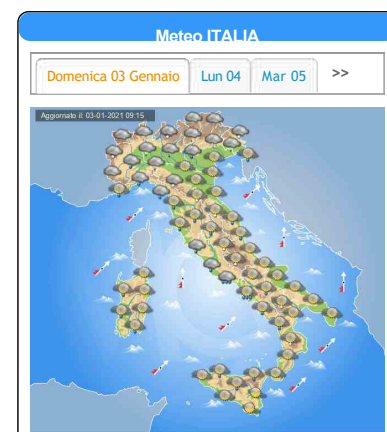 Meteo ITALIA
Domenica 03 Gennaio Lun 04 Mar 05 >>
Aggiornato il: 03-01-2021 09:15